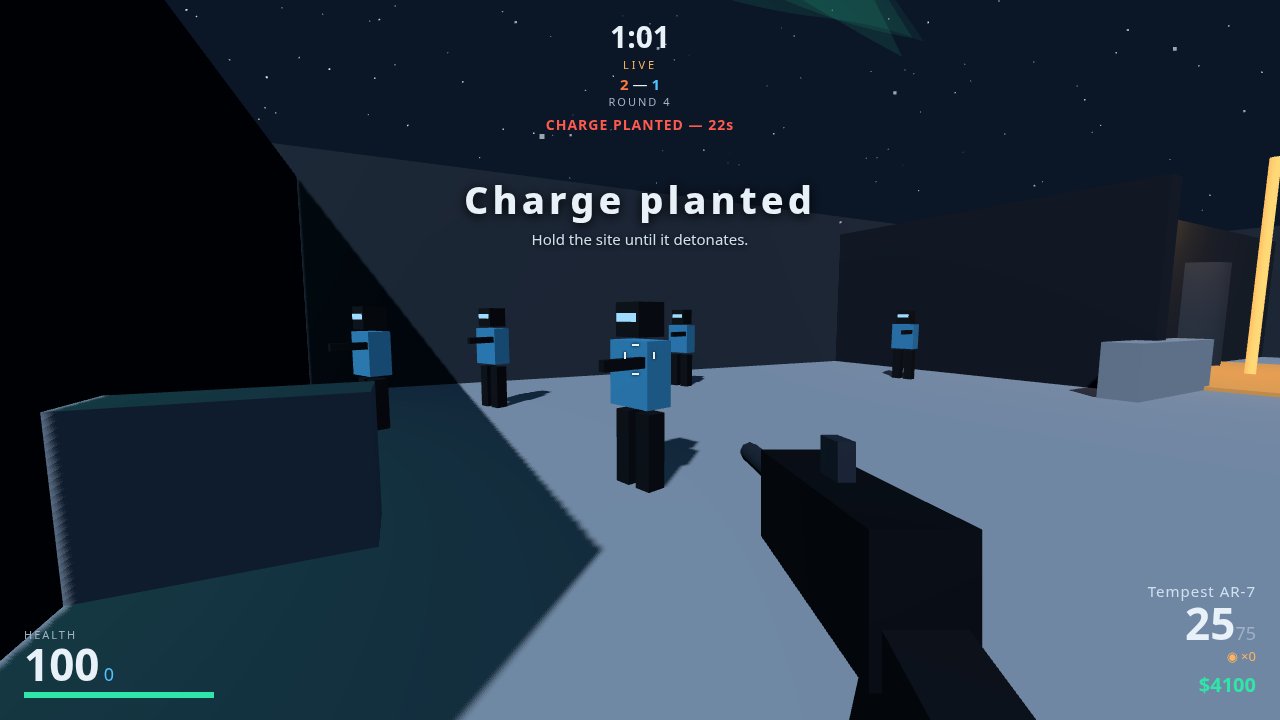 1:01
LIVE
2 — 1
ROUND 4
CHARGE PLANTED — 22s
Charge planted
Hold the site until it detonates.
HEALTH
100 0
Tempest AR-7
25 75
◉ ×0
$4100